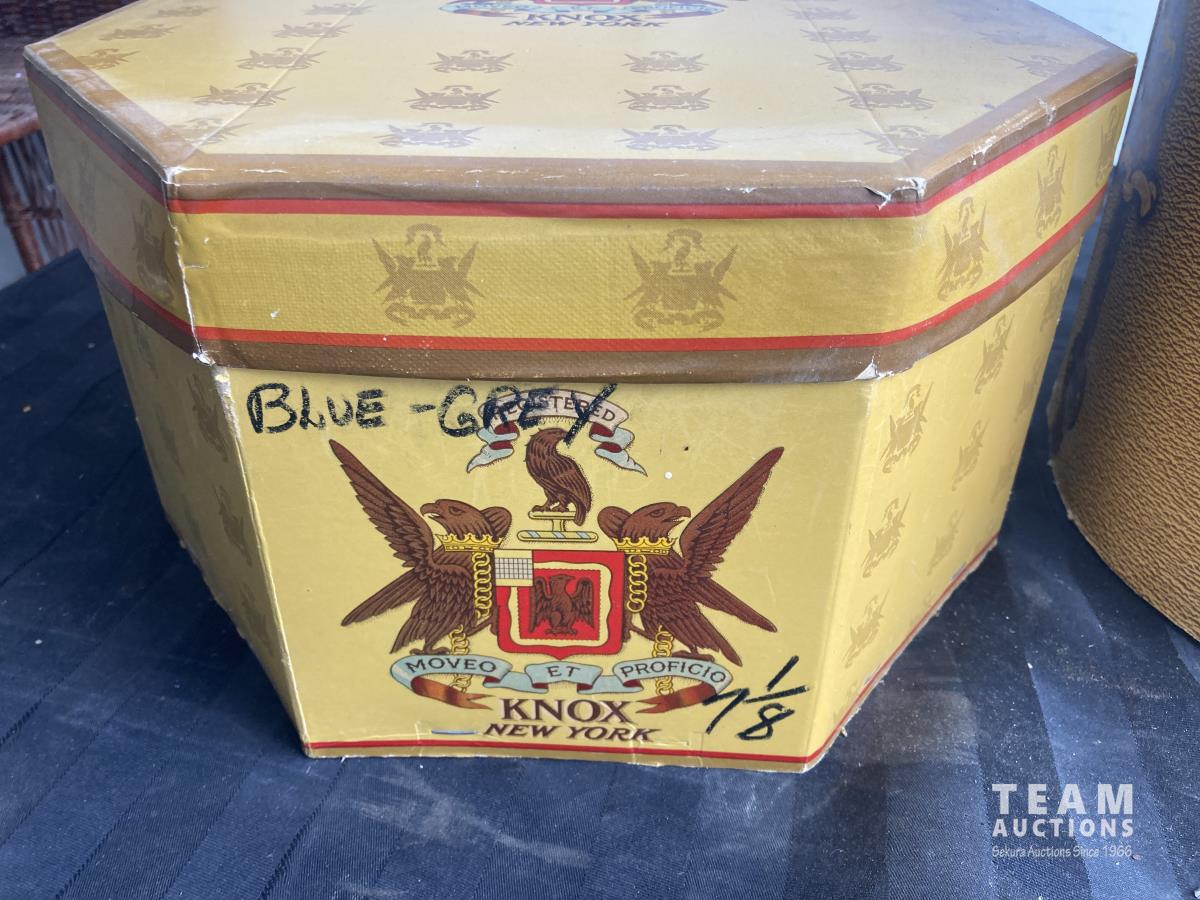 KNOX
NEW YORK
BLUE-GREY
REGISTERED
MOVEO ET PROFICIO
KNOX
NEW YORK
7 1/8
TEAM
AUCTIONS
Sekura Auctions Since 1966